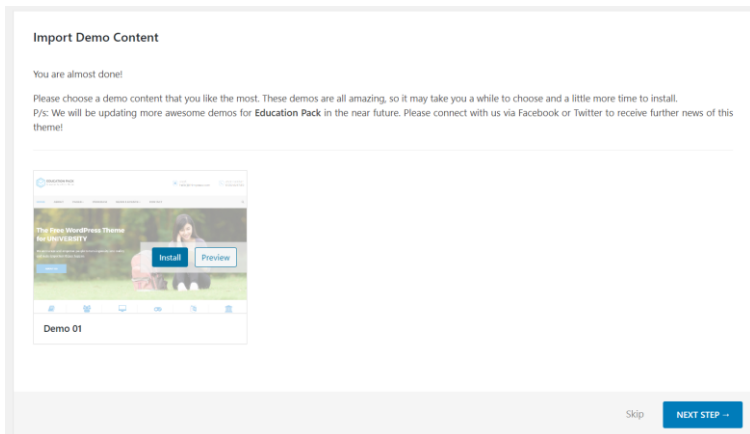 Import Demo Content
You are almost done!
Please choose a demo content that you like the most. These demos are all amazing, so it may take you a while to choose and a little more time to install.
P/s: We will be updating more awesome demos for Education Pack in the near future. Please connect with us via Facebook or Twitter to receive further news of this
theme!
The Free WordPress Theme
for UNIVERSITY
Install
Preview
Demo 01
Skip
NEXT STEP →